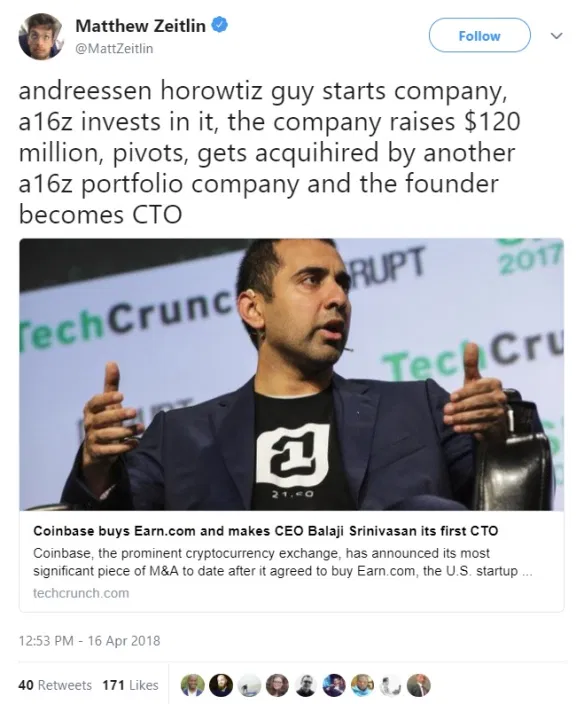 Matthew Zeitlin
@MattZeitlin
Follow
andreessen horowtiz guy starts company,
a16z invests in it, the company raises $120
million, pivots, gets acquihired by another
a16z portfolio company and the founder
becomes CTO
2017
RUPT
TechCrunc
TechCru
21.co
Coinbase buys Earn.com and makes CEO Balaji Srinivasan its first CTO
Coinbase, the prominent cryptocurrency exchange, has announced its most
significant piece of M&A to date after it agreed to buy Earn.com, the U.S. startup ...
techcrunch.com
12:53 PM - 16 Apr 2018
40 Retweets 171 Likes